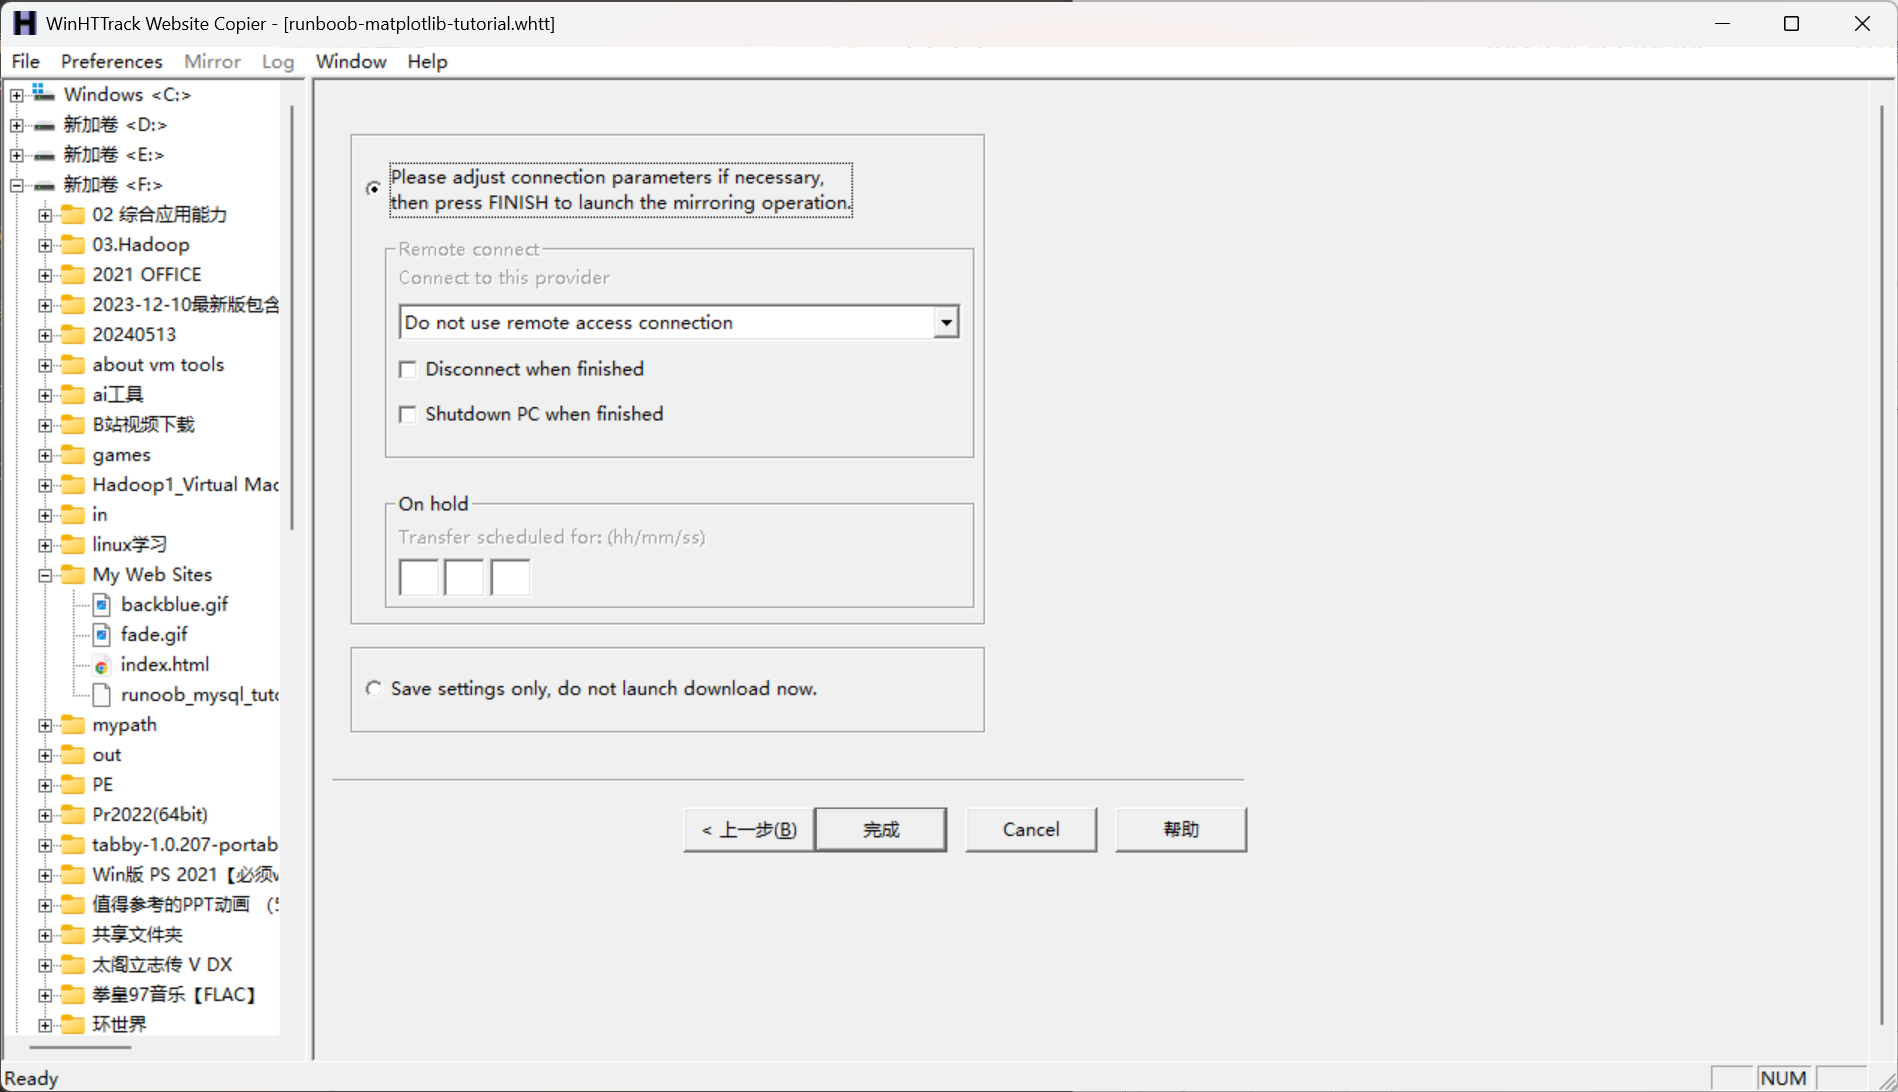 WinHTTrack Website Copier - [runboob-matplotlib-tutorial.whtt]
File Preferences Mirror Log Window Help
Windows <C:>
新加卷 <D:>
新加卷 <E:>
新加卷 <F:>
02 综合应用能力
03.Hadoop
2021 OFFICE
2023-12-10最新版包含
20240513
about vm tools
ai工具
B站视频下载
games
Hadoop1_Virtual Mac
in
linux学习
My Web Sites
backblue.gif
fade.gif
index.html
runoob_mysql_tuto
mypath
out
PE
Pr2022(64bit)
tabby-1.0.207-portab
Win版 PS 2021【必须w
值得参考的PPT动画 （5
共享文件夹
太阁立志传 V DX
拳皇97音乐【FLAC】
环世界
Please adjust connection parameters if necessary,
then press FINISH to launch the mirroring operation.
Remote connect
Connect to this provider
Do not use remote access connection
Disconnect when finished
Shutdown PC when finished
On hold
Transfer scheduled for: (hh/mm/ss)
Save settings only, do not launch download now.
< 上一步(B) 完成 Cancel 帮助
Ready NUM